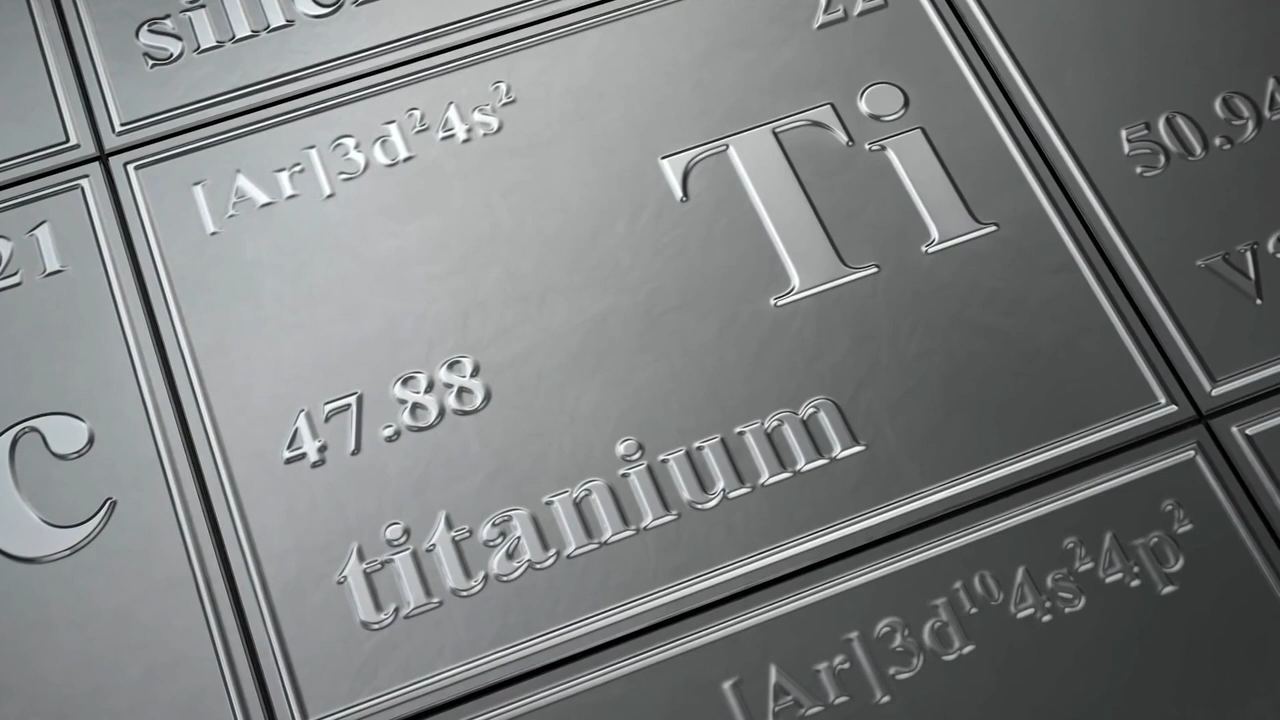 [Ar]3d²4s²
22
Ti
47.88
titanium
21
50.94
[Ar]3d¹⁰4s²4p²